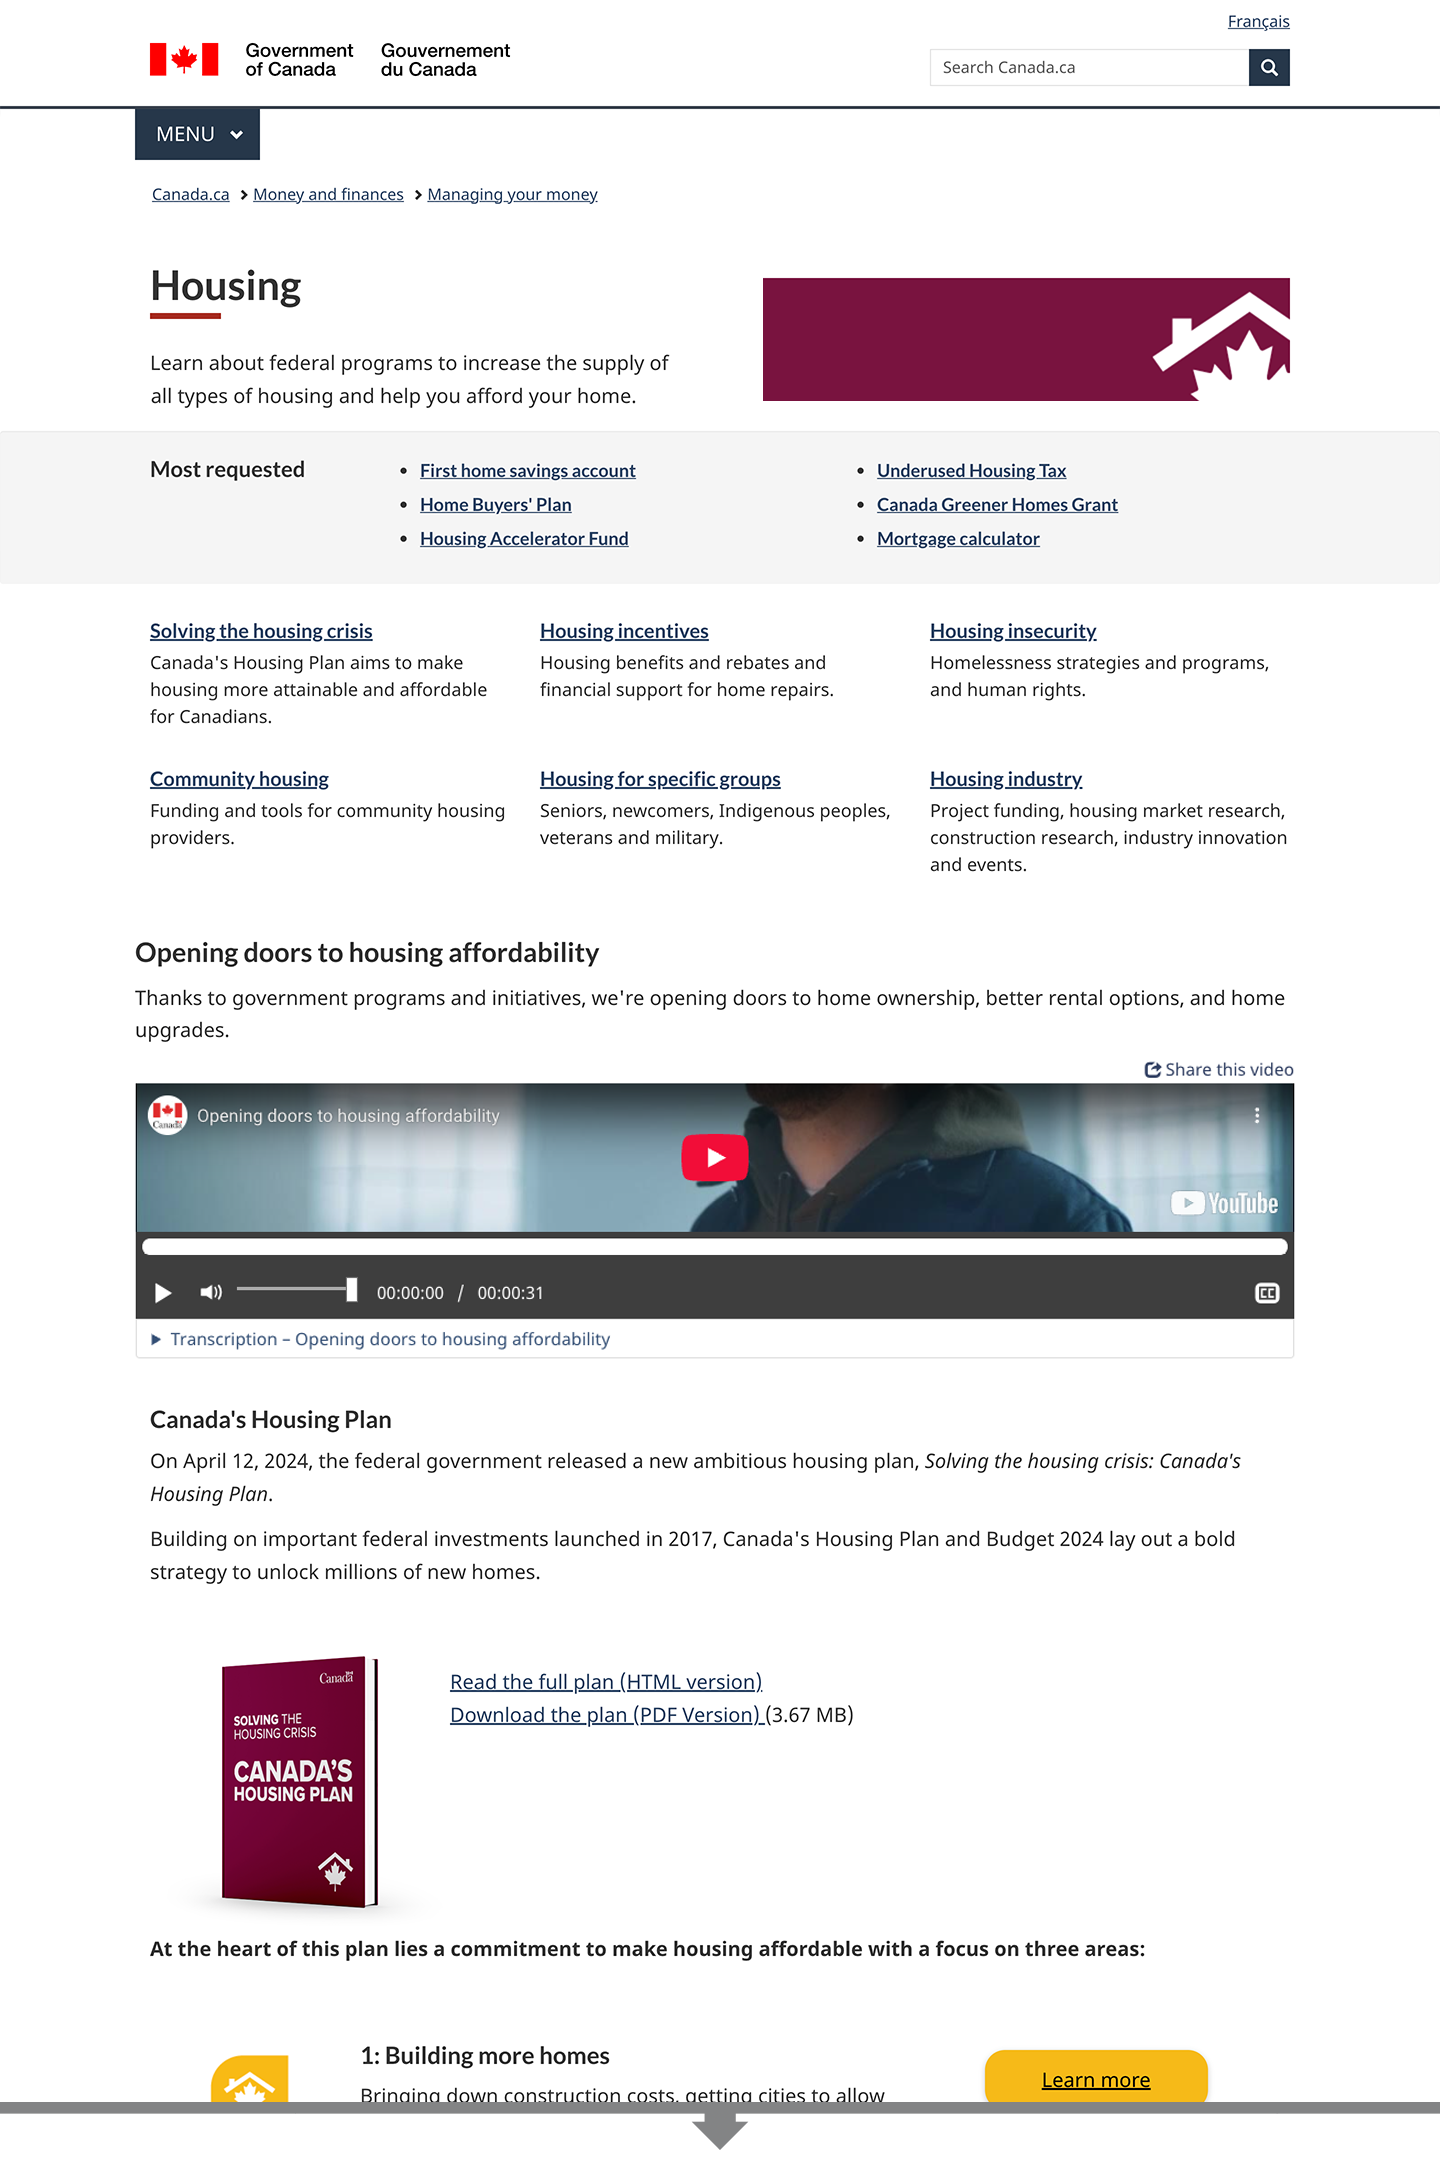 Français
Government of Canada
Gouvernement du Canada
Search Canada.ca
MENU
Canada.ca > Money and finances > Managing your money
Housing
Learn about federal programs to increase the supply of
all types of housing and help you afford your home.
Most requested
• First home savings account
• Home Buyers' Plan
• Housing Accelerator Fund
• Underused Housing Tax
• Canada Greener Homes Grant
• Mortgage calculator
Solving the housing crisis
Canada's Housing Plan aims to make
housing more attainable and affordable
for Canadians.
Housing incentives
Housing benefits and rebates and
financial support for home repairs.
Housing insecurity
Homelessness strategies and programs,
and human rights.
Community housing
Funding and tools for community housing
providers.
Housing for specific groups
Seniors, newcomers, Indigenous peoples,
veterans and military.
Housing industry
Project funding, housing market research,
construction research, industry innovation
and events.
Opening doors to housing affordability
Thanks to government programs and initiatives, we're opening doors to home ownership, better rental options, and home
upgrades.
Share this video
Canada
Opening doors to housing affordability
YouTube
00:00:00 / 00:00:31
CC
Transcription – Opening doors to housing affordability
Canada's Housing Plan
On April 12, 2024, the federal government released a new ambitious housing plan, Solving the housing crisis: Canada's
Housing Plan.
Building on important federal investments launched in 2017, Canada's Housing Plan and Budget 2024 lay out a bold
strategy to unlock millions of new homes.
Canada
SOLVING THE
HOUSING CRISIS
CANADA'S
HOUSING PLAN
Read the full plan (HTML version)
Download the plan (PDF Version) (3.67 MB)
At the heart of this plan lies a commitment to make housing affordable with a focus on three areas:
1: Building more homes
Bringing down construction costs, getting cities to allow
Learn more